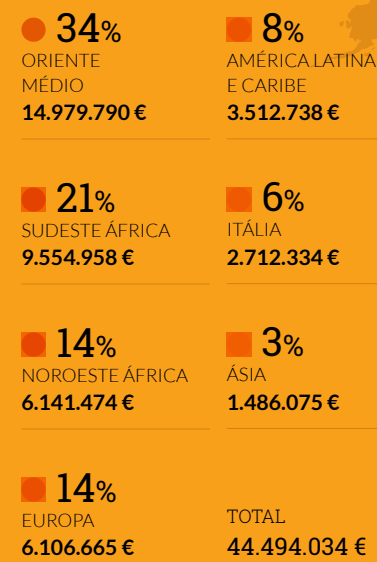 34%
ORIENTE
MÉDIO
14.979.790 €
21%
SUDESTE ÁFRICA
9.554.958 €
14%
NOROESTE ÁFRICA
6.141.474 €
14%
EUROPA
6.106.665 €
8%
AMÉRICA LATINA
E CARIBE
3.512.738 €
6%
ITÁLIA
2.712.334 €
3%
ÁSIA
1.486.075 €
TOTAL
44.494.034 €